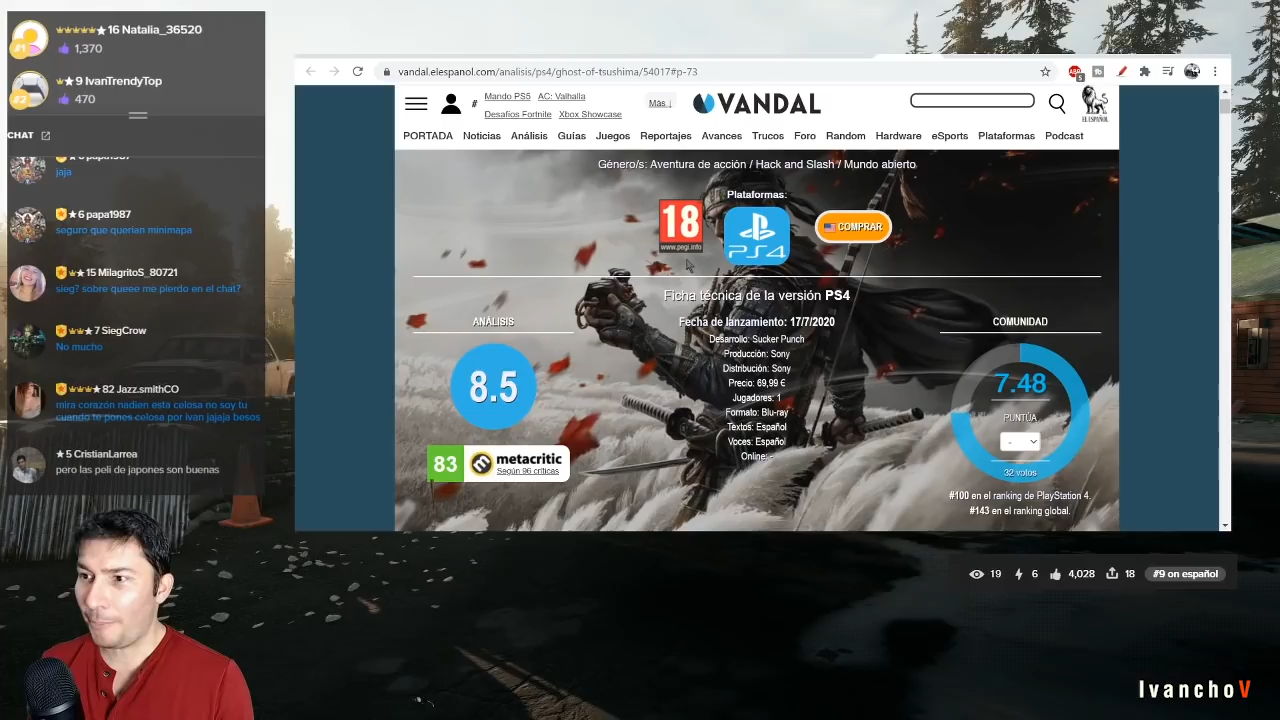 #1 16 Natalia_36520
1,370
#2 9 IvanTrendyTop
470
CHAT
6 papa1987
jaja
6 papa1987
seguro que querian minimapa
15 MilagritoS_80721
sieg? sobre queee me pierdo en el chat?
7 SiegCrow
No mucho
82 Jazz.smithCO
mira corazón nadien esta celosa no soy tu
cuando te pones celosa por ivan jajaja besos
5 CristianLarrea
pero las peli de japones son buenas
vandal.elespanol.com/analisis/ps4/ghost-of-tsushima/54017#p-73
ABP 5
# Mando PS5 AC: Valhalla
Desafíos Fortnite Xbox Showcase
Más ↓
VANDAL
EL ESPAÑOL
PORTADA Noticias Análisis Guías Juegos Reportajes Avances Trucos Foro Random Hardware eSports Plataformas Podcast
Género/s: Aventura de acción / Hack and Slash / Mundo abierto
Plataformas:
18
www.pegi.info
PS4
COMPRAR
Ficha técnica de la versión PS4
Fecha de lanzamiento: 17/7/2020
Desarrollo: Sucker Punch
Producción: Sony
Distribución: Sony
Precio: 69,99 €
Jugadores: 1
Formato: Blu-ray
Textos: Español
Voces: Español
Online: -
ANÁLISIS
8.5
83 metacritic
Según 96 críticas
COMUNIDAD
7.48
PUNTÚA
-
32 votos
#100 en el ranking de PlayStation 4.
#143 en el ranking global.
19 6 4,028 18 #9 on español
IvanchoV